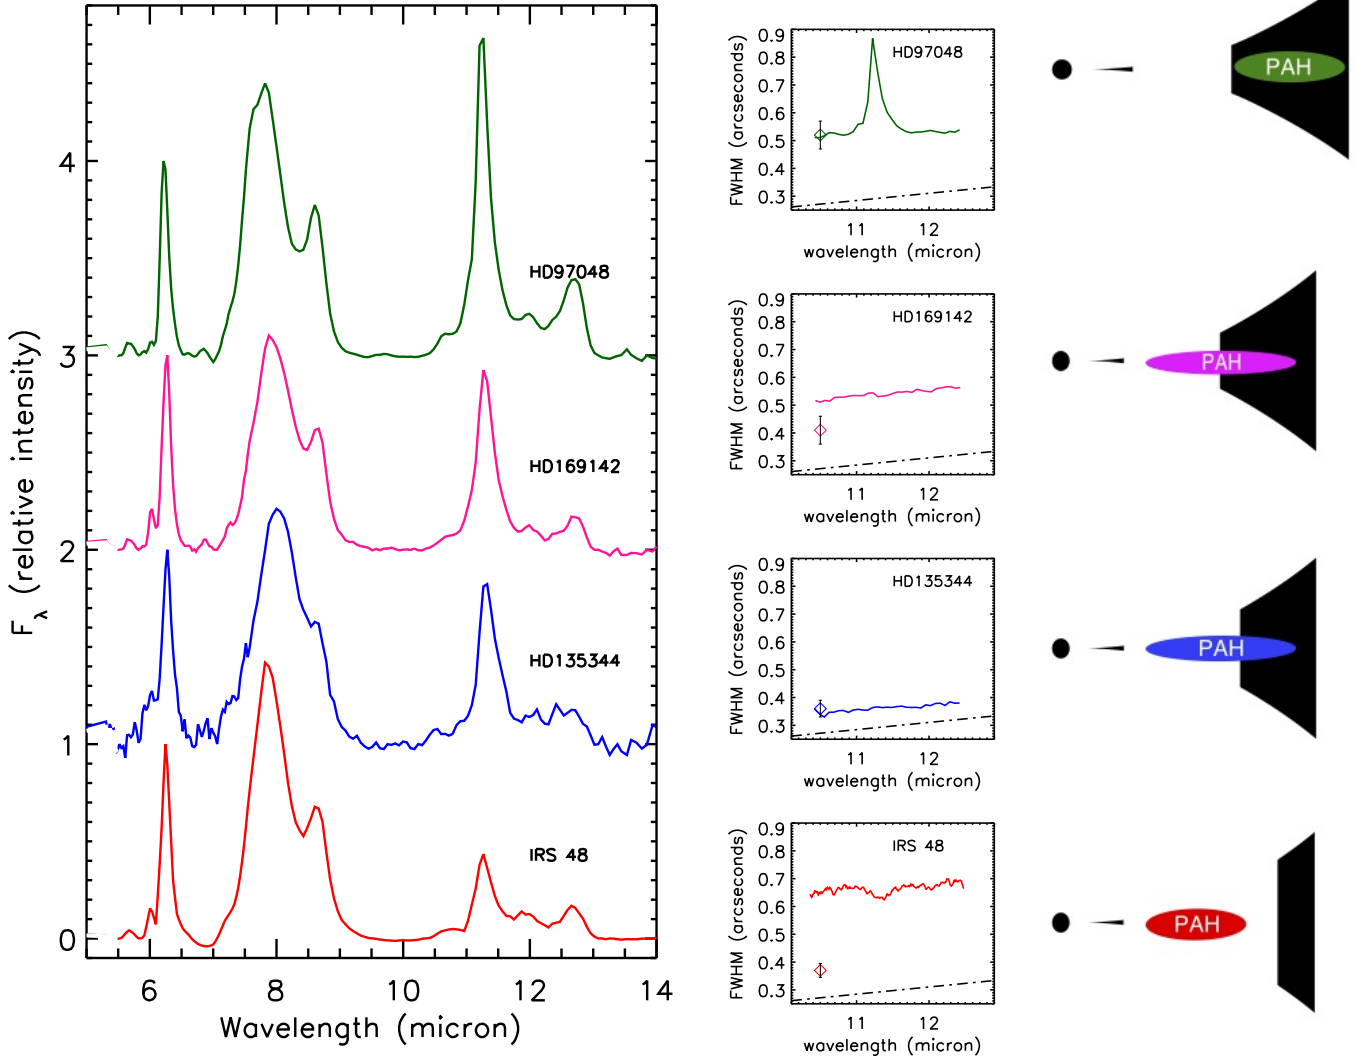 F_λ (relative intensity)
4
3
2
1
0
HD97048
HD169142
HD135344
IRS 48
6 8 10 12 14
Wavelength (micron)
FWHM (arcseconds)
0.9
0.8
0.7
0.6
0.5
0.4
0.3
HD97048
11 12
wavelength (micron)
PAH
FWHM (arcseconds)
0.9
0.8
0.7
0.6
0.5
0.4
0.3
HD169142
11 12
wavelength (micron)
PAH
FWHM (arcseconds)
0.9
0.8
0.7
0.6
0.5
0.4
0.3
HD135344
11 12
wavelength (micron)
PAH
FWHM (arcseconds)
0.9
0.8
0.7
0.6
0.5
0.4
0.3
IRS 48
11 12
wavelength (micron)
PAH